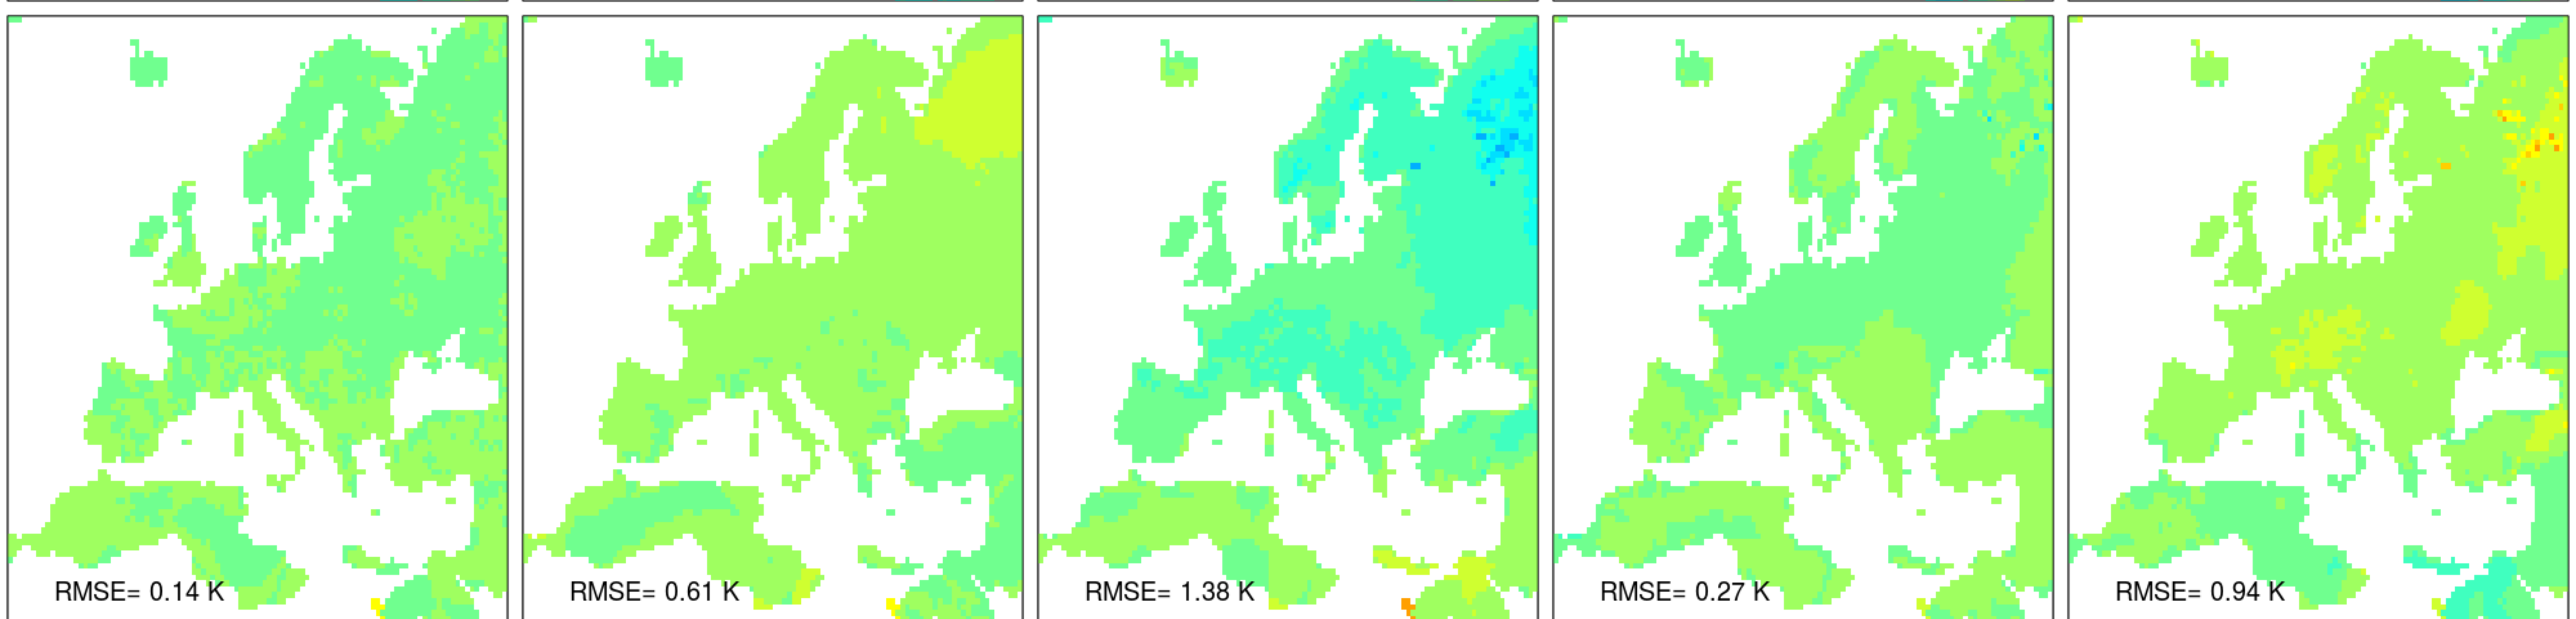 RMSE= 0.14 K
RMSE= 0.61 K
RMSE= 1.38 K
RMSE= 0.27 K
RMSE= 0.94 K